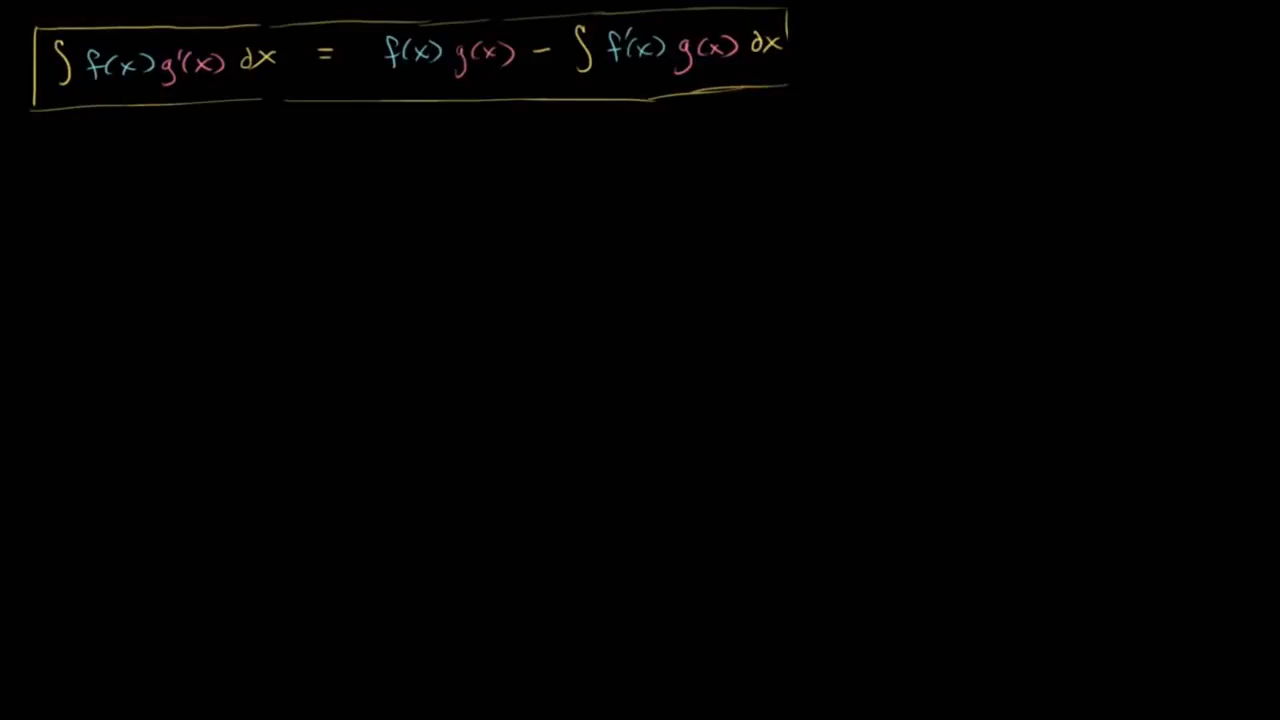 ∫ f(x) g'(x) dx = f(x) g(x) - ∫ f'(x) g(x) dx